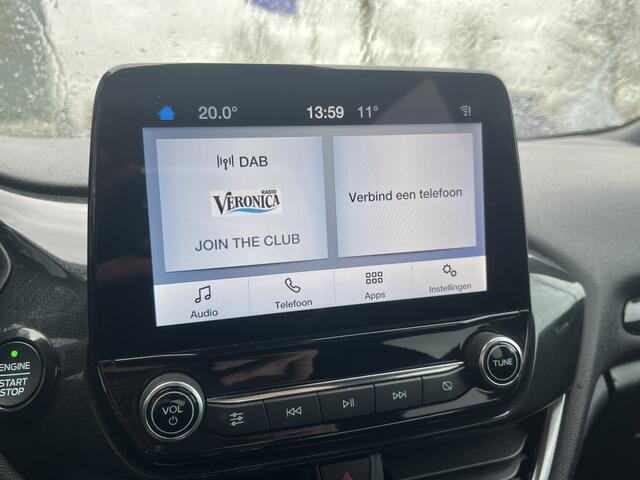 20.0° 13:59 11°
DAB
RADIO
VERONICA
JOIN THE CLUB
Verbind een telefoon
Audio Telefoon Apps Instellingen
ENGINE
START
STOP
VOL
TUNE